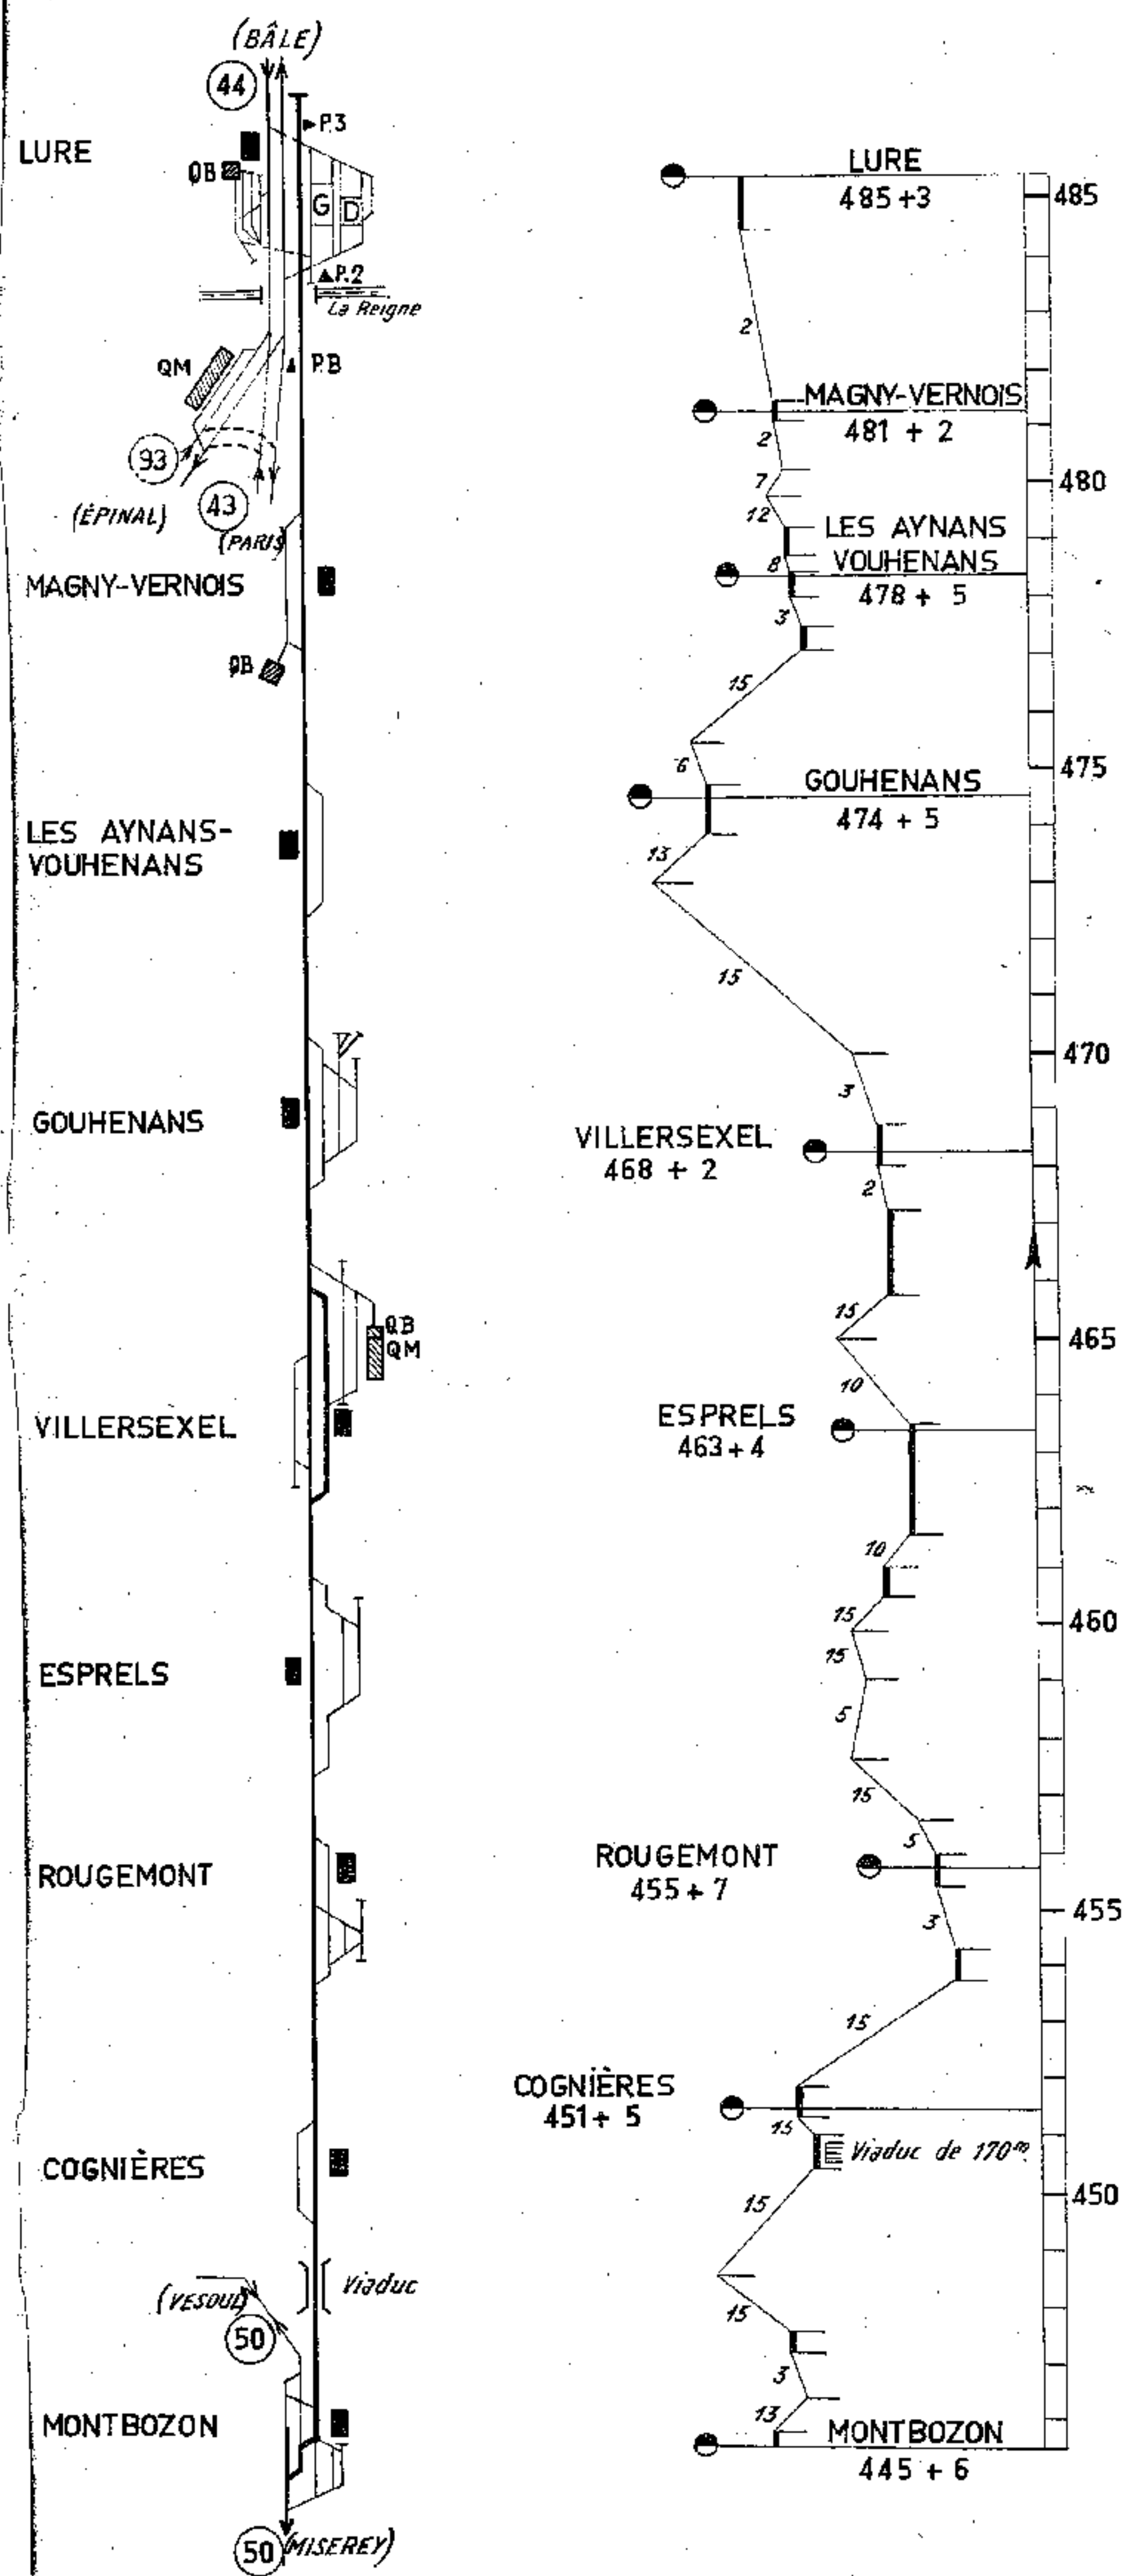 (BÂLE)
44
LURE
P.3
QB
G D
P.2
La Reigne
QM
P.B
93
(ÉPINAL)
43
(PARIS)
MAGNY-VERNOIS
QB
LES AYNANS-
VOUHENANS
GOUHENANS
QB
QM
VILLERSEXEL
ESPRELS
ROUGEMONT
COGNIÈRES
(VESOUL)
Viaduc
50
MONTBOZON
50 (MISEREY)
LURE
485 + 3
485
2
MAGNY-VERNOIS
481 + 2
2
480
7
12
LES AYNANS
VOUHENANS
8
478 + 5
3
15
6
475
GOUHENANS
474 + 5
13
15
470
3
VILLERSEXEL
468 + 2
2
15
465
10
ESPRELS
463 + 4
10
15
460
15
5
15
5
ROUGEMONT
455 + 7
455
3
15
COGNIÈRES
451 + 5
15
Viaduc de 170m
450
15
15
3
13
MONTBOZON
445 + 6